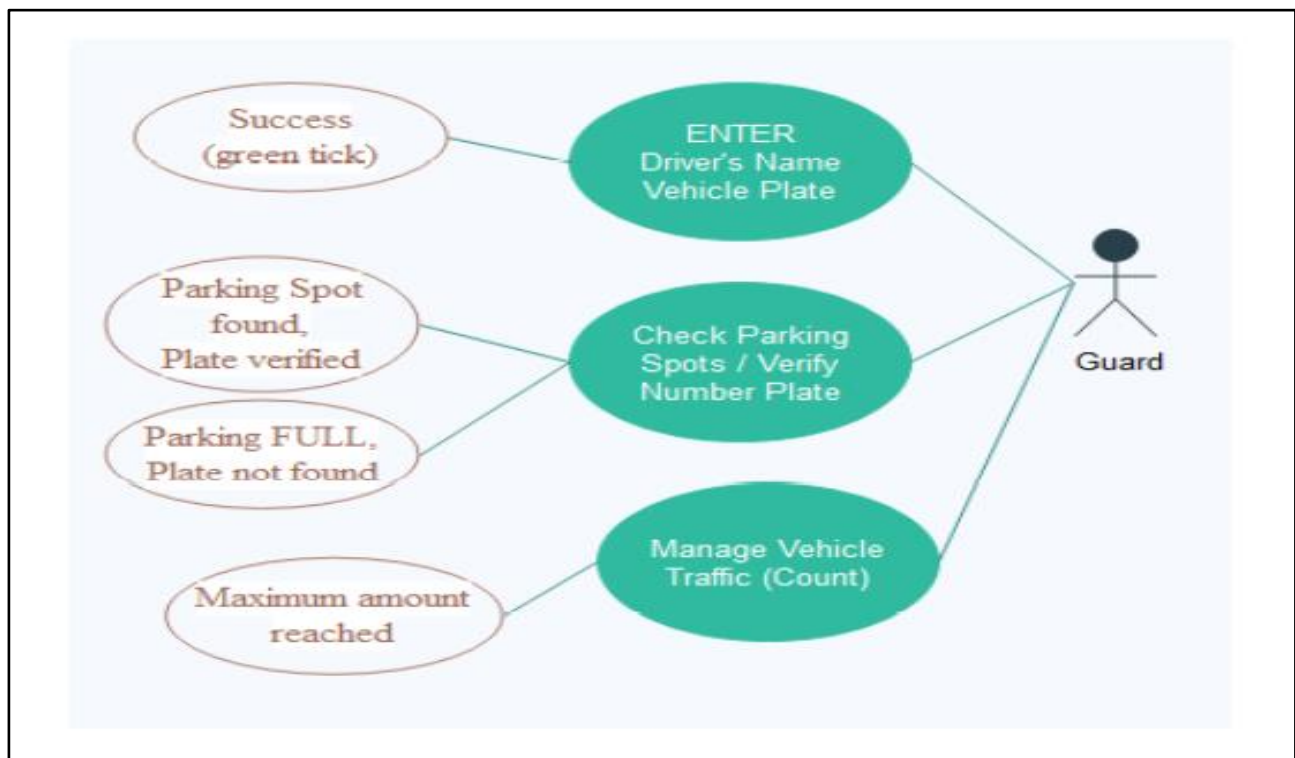 Success
(green tick)
ENTER
Driver's Name
Vehicle Plate
Parking Spot
found,
Plate verified
Check Parking
Spots / Verify
Number Plate
Guard
Parking FULL,
Plate not found
Manage Vehicle
Traffic (Count)
Maximum amount
reached